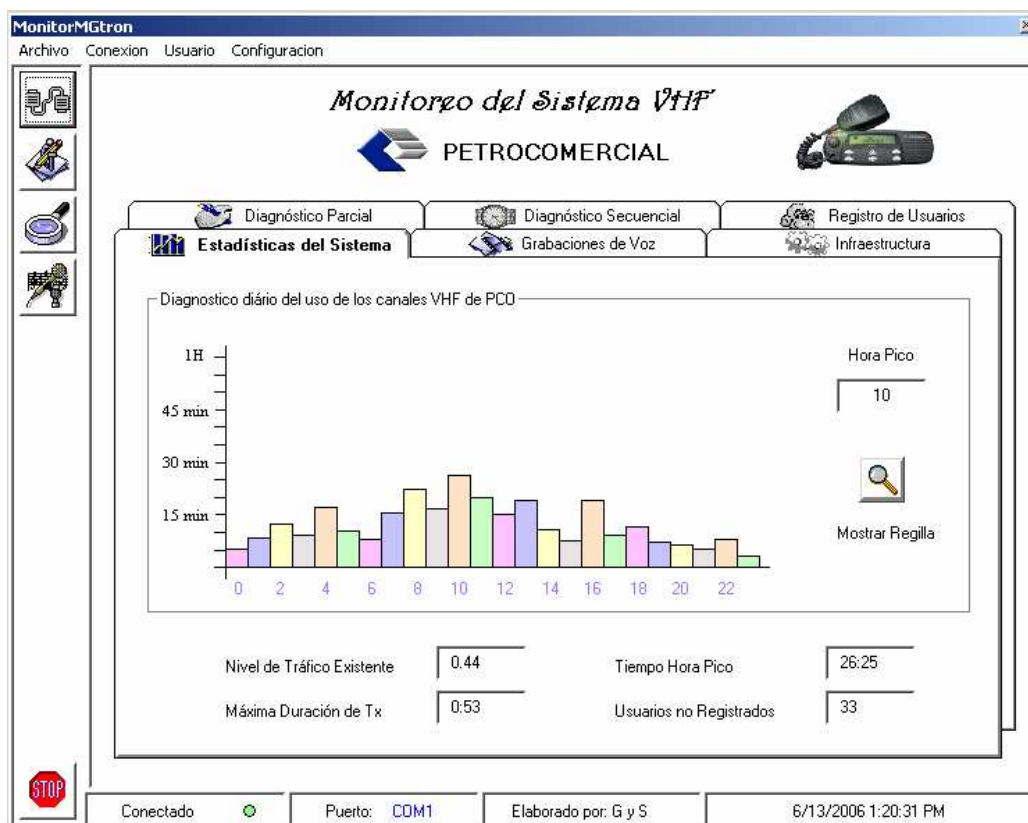 MonitorMGtron
Archivo Conexion Usuario Configuracion
Monitoreo del Sistema VHF
PETROCOMERCIAL
Diagnóstico Parcial Diagnóstico Secuencial Registro de Usuarios
Estadísticas del Sistema Grabaciones de Voz Infraestructura
Diagnostico diário del uso de los canales VHF de PCO
1H
45 min
30 min
15 min
0 2 4 6 8 10 12 14 16 18 20 22
Hora Pico
10
Mostrar Regilla
Nivel de Tráfico Existente 0.44 Tiempo Hora Pico 26:25
Máxima Duración de Tx 0:53 Usuarios no Registrados 33
STOP
Conectado Puerto: COM1 Elaborado por: G y S 6/13/2006 1:20:31 PM